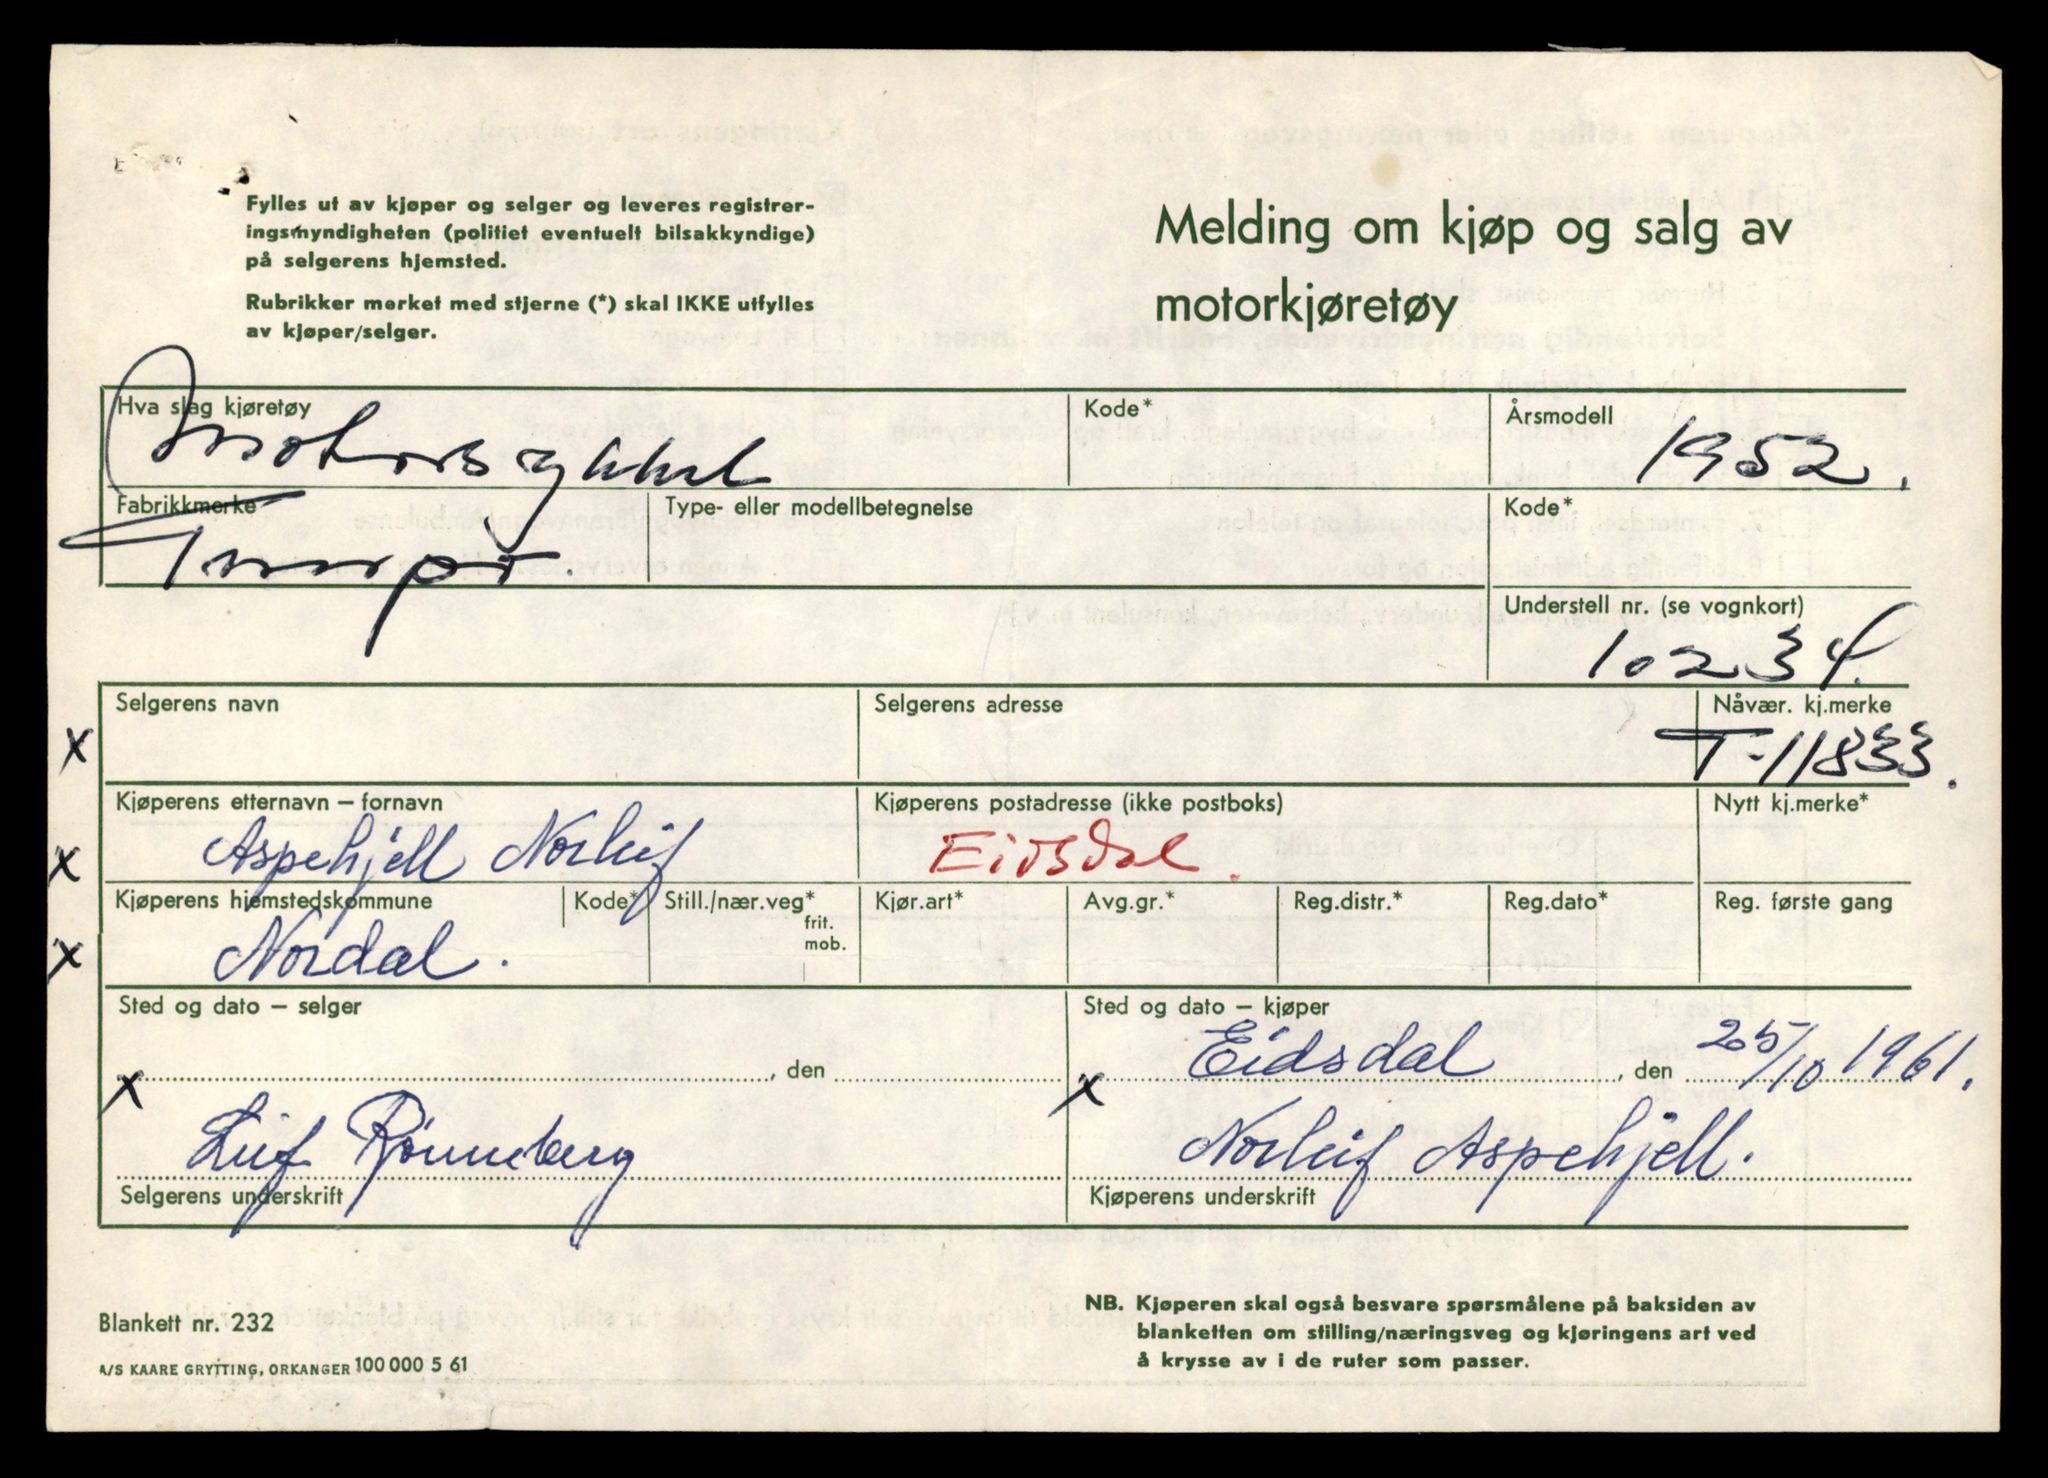 Fylles ut av kjøper og selger og leveres registrer-
ingsmyndigheten (politiet eventuelt bilsakkyndige)
på selgerens hjemsted.
Rubrikker merket med stjerne (*) skal IKKE utfylles
av kjøper/selger.
Melding om kjøp og salg av
motorkjøretøy
Hva slag kjøretøy
Kode*
Årsmodell
Motorsykkel
1952.
Fabrikkmerke
Type- eller modellbetegnelse
Kode*
Understell nr. (se vognkort)
10234.
Selgerens navn
Selgerens adresse
Nåvær. kj.merke
X
T-11833.
Kjøperens etternavn – fornavn
Kjøperens postadresse (ikke postboks)
Nytt kj.merke*
X Aspehjell Norleif
Eidsdal.
Kjøperens hjemstedskommune
Kode*
Still./nær.veg*
frit.
mob.
Kjør.art*
Avg.gr.*
Reg.distr.*
Reg.dato*
Reg. første gang
X Nordal.
Sted og dato – selger
Sted og dato – kjøper
X , den
X Eidsdal, den 25/10 1961.
Leif Rønneberg
Norleif Aspehjell.
Selgerens underskrift
Kjøperens underskrift
Blankett nr. 232
A/S KAARE GRYTTING, ORKANGER 100 000 5 61
NB. Kjøperen skal også besvare spørsmålene på baksiden av
blanketten om stilling/næringsveg og kjøringens art ved
å krysse av i de ruter som passer.